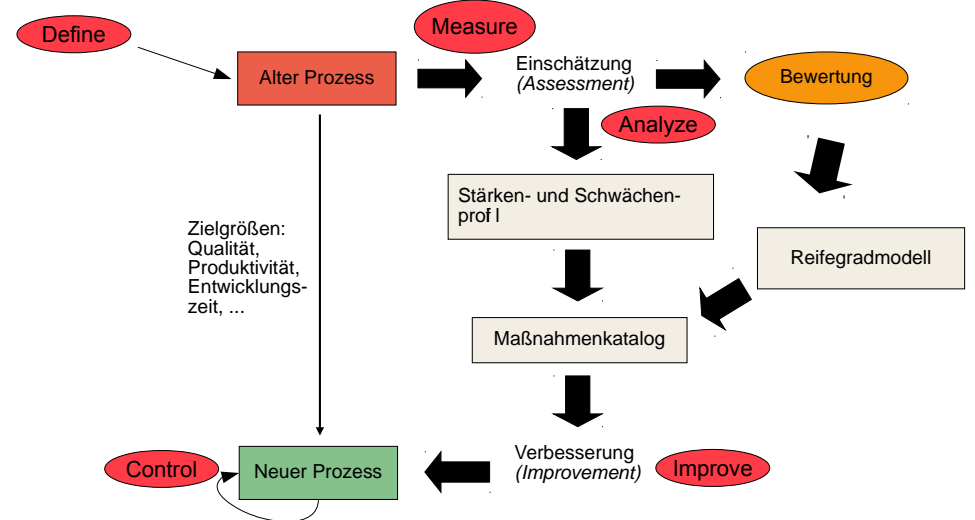 Define
Measure
Alter Prozess
Einschätzung
(Assessment)
Bewertung
Analyze
Stärken- und Schwächen-
prof l
Zielgrößen:
Qualität,
Produktivität,
Entwicklungs-
zeit, ...
Reifegradmodell
Maßnahmenkatalog
Control
Neuer Prozess
Verbesserung
(Improvement)
Improve